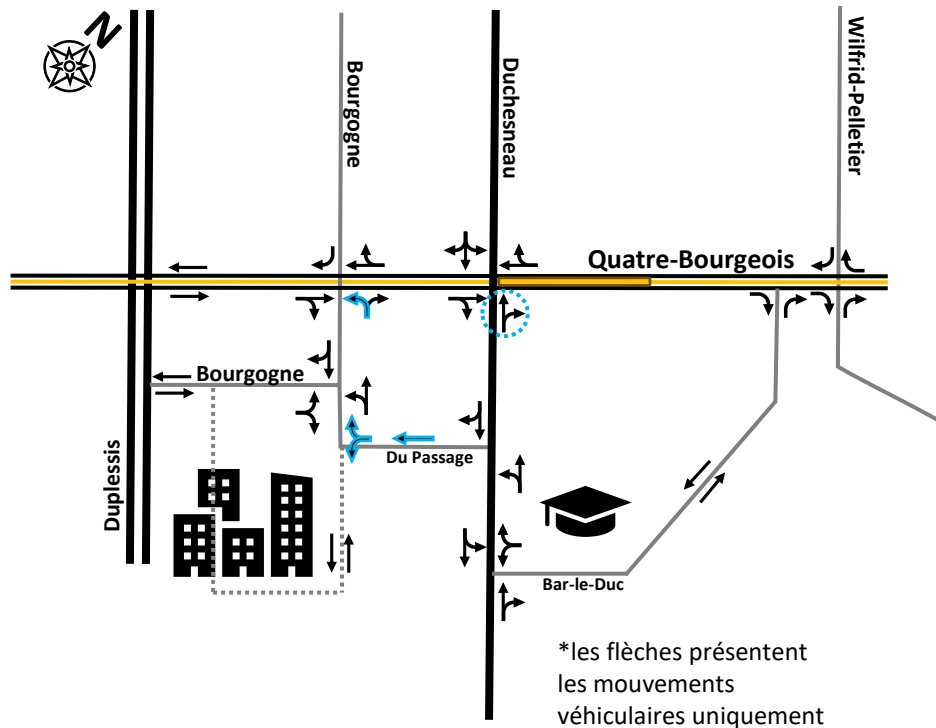 N
Bourgogne
Duchesneau
Wilfrid-Pelletier
Quatre-Bourgeois
Bourgogne
Du Passage
Duplessis
Bar-le-Duc
*les flèches présentent
les mouvements
véhiculaires uniquement